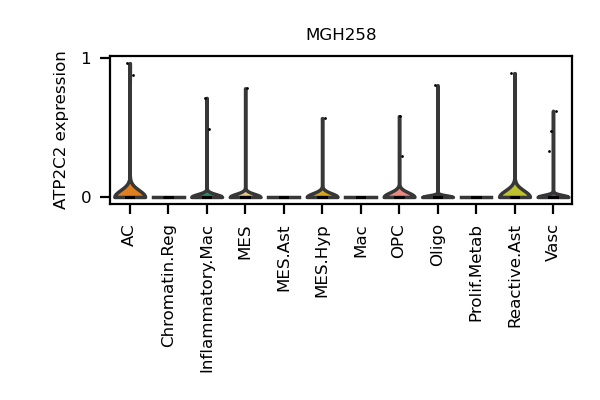 MGH258
ATP2C2 expression
1
0
AC
Chromatin.Reg
Inflammatory.Mac
MES
MES.Ast
MES.Hyp
Mac
OPC
Oligo
Prolif.Metab
Reactive.Ast
Vasc